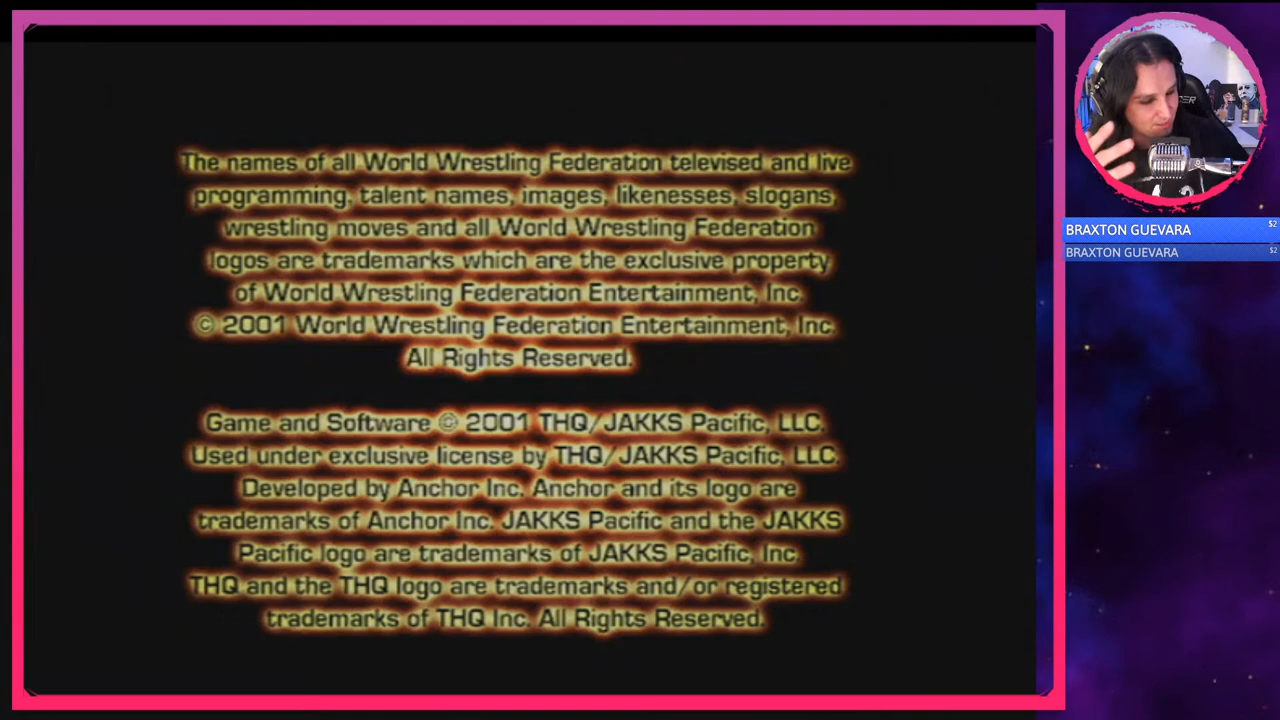 The names of all World Wrestling Federation televised and live
programming, talent names, images, likenesses, slogans,
wrestling moves and all World Wrestling Federation
logos are trademarks which are the exclusive property
of World Wrestling Federation Entertainment, Inc.
© 2001 World Wrestling Federation Entertainment, Inc.
All Rights Reserved.
Game and Software © 2001 THQ/JAKKS Pacific, LLC.
Used under exclusive license by THQ/JAKKS Pacific, LLC.
Developed by Anchor Inc. Anchor and its logo are
trademarks of Anchor Inc. JAKKS Pacific and the JAKKS
Pacific logo are trademarks of JAKKS Pacific, Inc.
THQ and the THQ logo are trademarks and/or registered
trademarks of THQ Inc. All Rights Reserved.
BRAXTON GUEVARA $2
BRAXTON GUEVARA $2